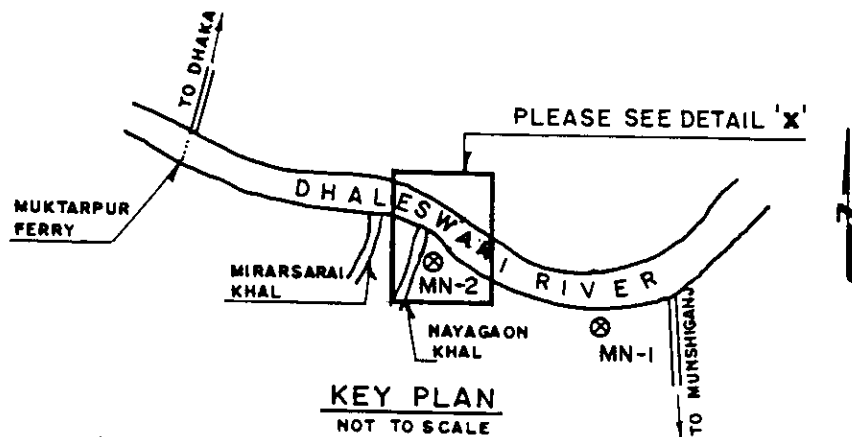 TO DHAKA
PLEASE SEE DETAIL 'X'
DHALESWARI RIVER
MUKTARPUR
FERRY
MIRARSARAI
KHAL
MN-2
NAYAGAON
KHAL
MN-1
TO MUNSHIGANJ
N
KEY PLAN
NOT TO SCALE